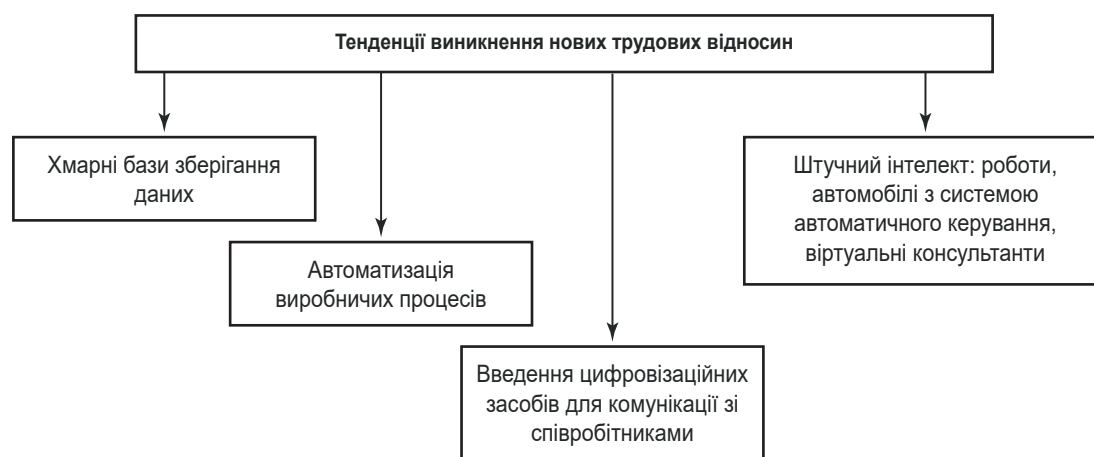 Тенденції виникнення нових трудових відносин
Хмарні бази зберігання
даних
Автоматизація
виробничих процесів
Введення цифровізаційних
засобів для комунікації зі
співробітниками
Штучний інтелект: роботи,
автомобілі з системою
автоматичного керування,
віртуальні консультанти